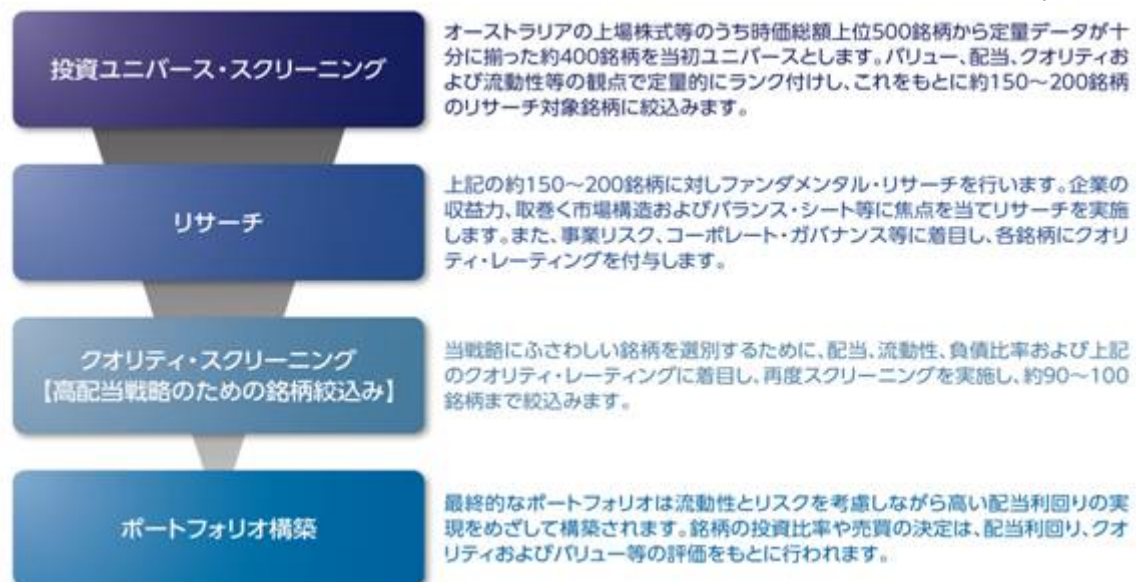 投資ユニバース・スクリーニング
オーストラリアの上場株式等のうち時価総額上位500銘柄から定量データが十
分に揃った約400銘柄を当初ユニバースとします。バリュー、配当、クオリティお
よび流動性等の観点で定量的にランク付けし、これをもとに約150～200銘柄
のリサーチ対象銘柄に絞込みます。
リサーチ
上記の約150～200銘柄に対しファンダメンタル・リサーチを行います。企業の
収益力、取巻く市場構造およびバランス・シート等に焦点を当てリサーチを実施
します。また、事業リスク、コーポレート・ガバナンス等に着目し、各銘柄にクオリ
ティ・レーティングを付与します。
クオリティ・スクリーニング
【高配当戦略のための銘柄絞込み】
当戦略にふさわしい銘柄を選別するために、配当、流動性、負債比率および上記
のクオリティ・レーティングに着目し、再度スクリーニングを実施し、約90～100
銘柄まで絞込みます。
ポートフォリオ構築
最終的なポートフォリオは流動性とリスクを考慮しながら高い配当利回りの実
現をめざして構築されます。銘柄の投資比率や売買の決定は、配当利回り、クオ
リティおよびバリュー等の評価をもとに行われます。